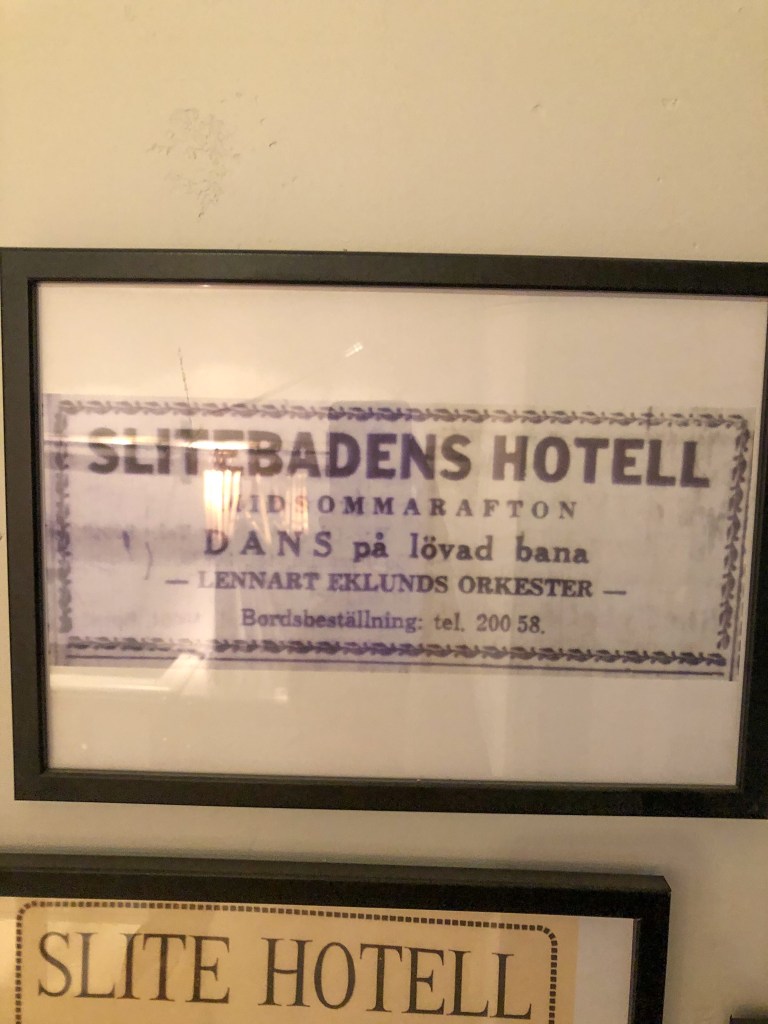 SLITEBADENS HOTELL
MIDSOMMARAFTON
DANS på lövad bana
— LENNART EKLUNDS ORKESTER —
Bordsbeställning: tel. 200 58.
SLITE HOTELL